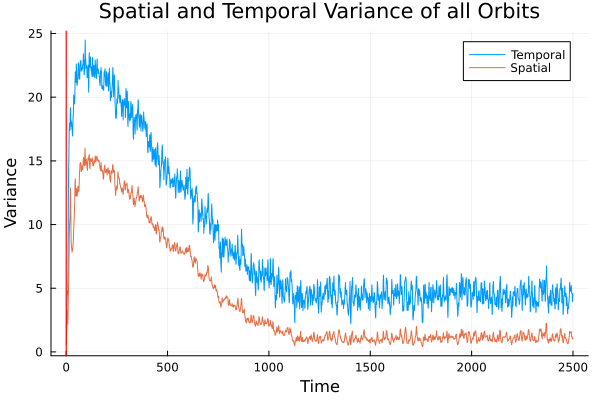 Spatial and Temporal Variance of all Orbits
Temporal
Spatial
Variance
25
20
15
10
5
0
0 500 1000 1500 2000 2500
Time